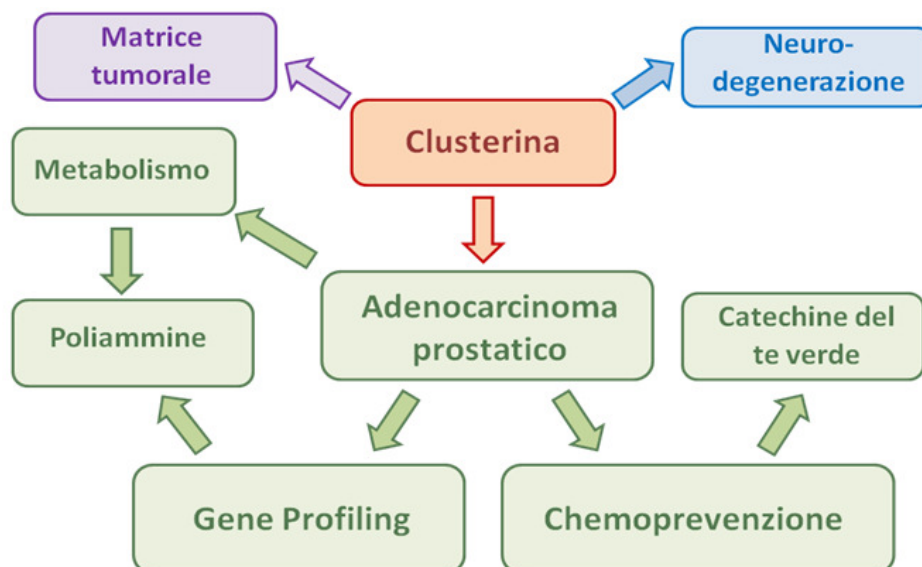 Matrice
tumorale
Neuro-
degenerazione
Clusterina
Metabolismo
Adenocarcinoma
prostatico
Poliammine
Catechine del
te verde
Gene Profiling
Chemoprevenzione